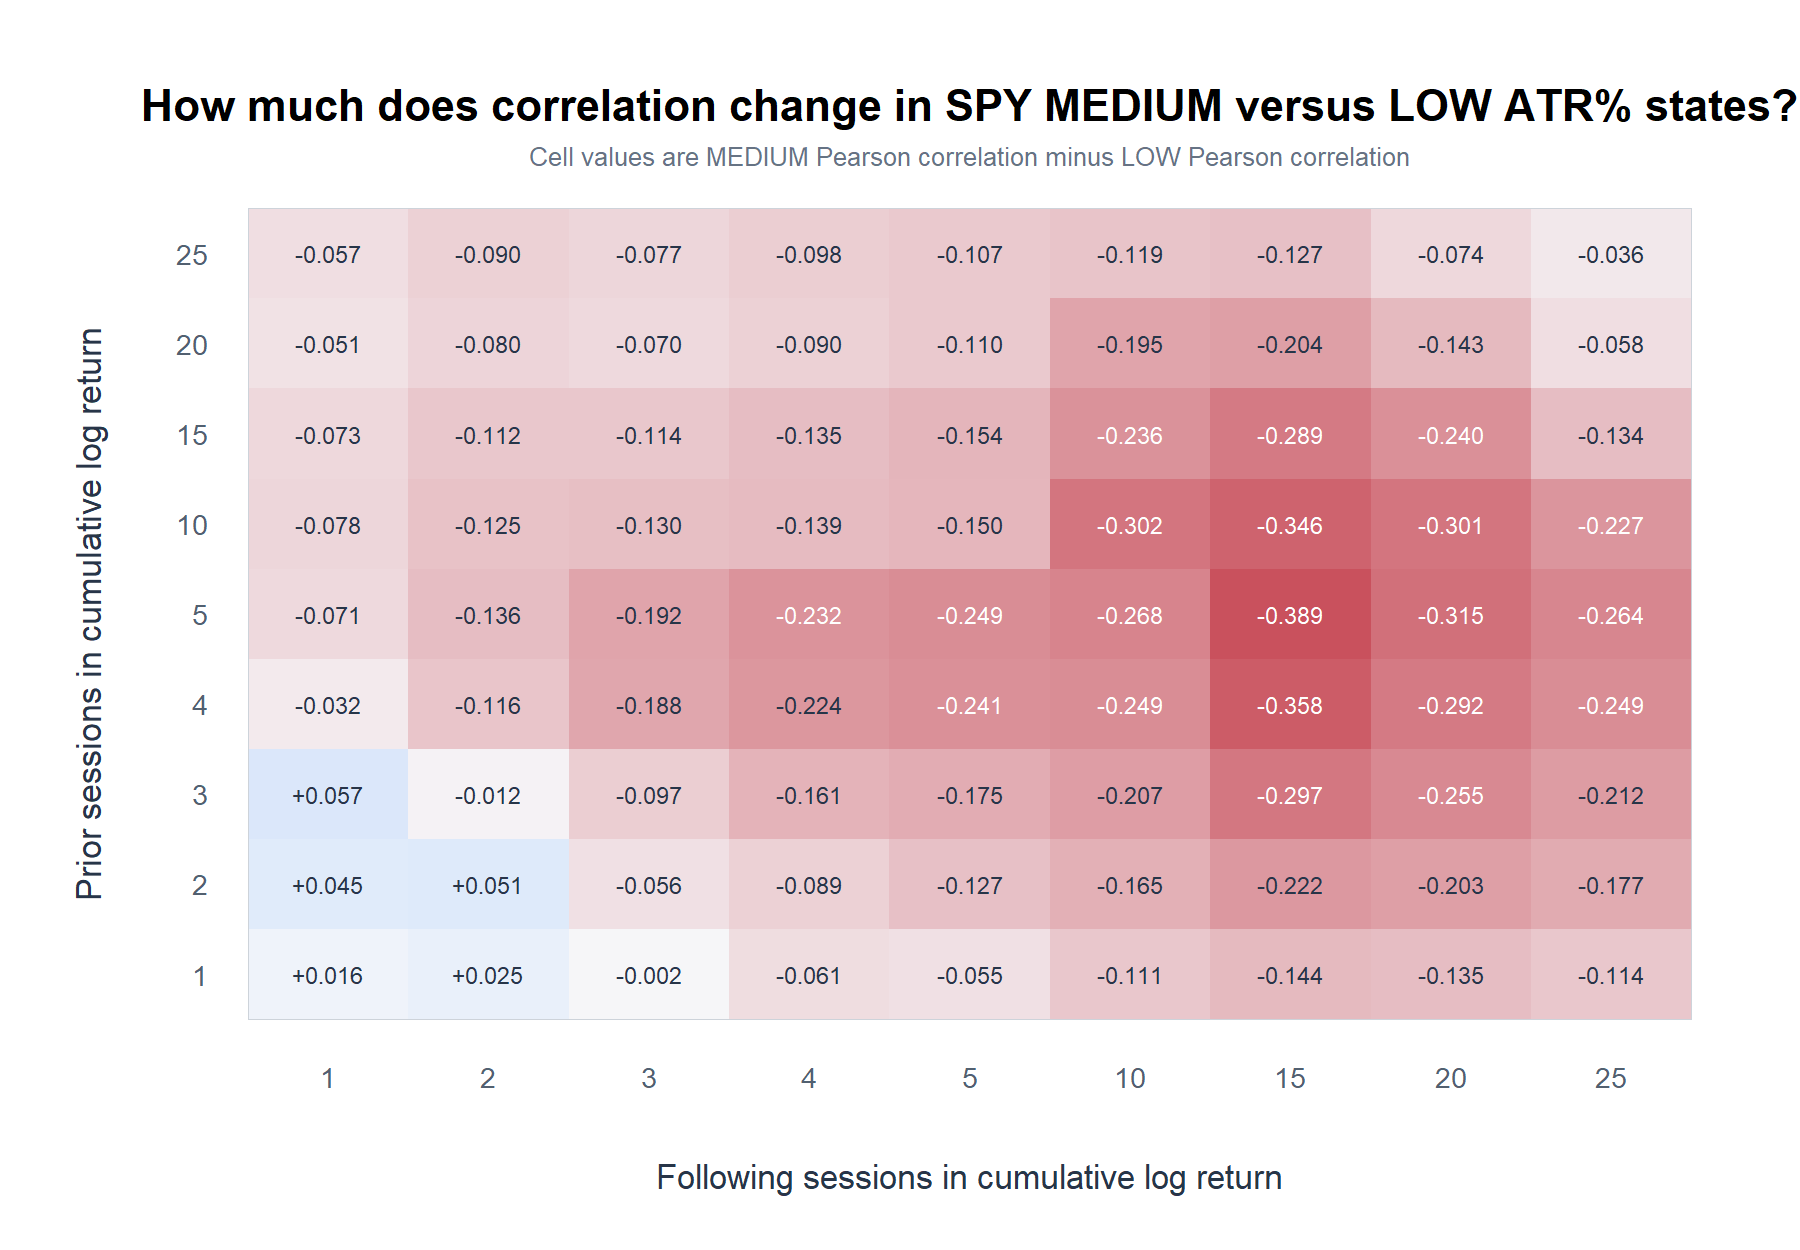 How much does correlation change in SPY MEDIUM versus LOW ATR% states?
Cell values are MEDIUM Pearson correlation minus LOW Pearson correlation
Prior sessions in cumulative log return
25 -0.057 -0.090 -0.077 -0.098 -0.107 -0.119 -0.127 -0.074 -0.036
20 -0.051 -0.080 -0.070 -0.090 -0.110 -0.195 -0.204 -0.143 -0.058
15 -0.073 -0.112 -0.114 -0.135 -0.154 -0.236 -0.289 -0.240 -0.134
10 -0.078 -0.125 -0.130 -0.139 -0.150 -0.302 -0.346 -0.301 -0.227
5 -0.071 -0.136 -0.192 -0.232 -0.249 -0.268 -0.389 -0.315 -0.264
4 -0.032 -0.116 -0.188 -0.224 -0.241 -0.249 -0.358 -0.292 -0.249
3 +0.057 -0.012 -0.097 -0.161 -0.175 -0.207 -0.297 -0.255 -0.212
2 +0.045 +0.051 -0.056 -0.089 -0.127 -0.165 -0.222 -0.203 -0.177
1 +0.016 +0.025 -0.002 -0.061 -0.055 -0.111 -0.144 -0.135 -0.114
1 2 3 4 5 10 15 20 25
Following sessions in cumulative log return